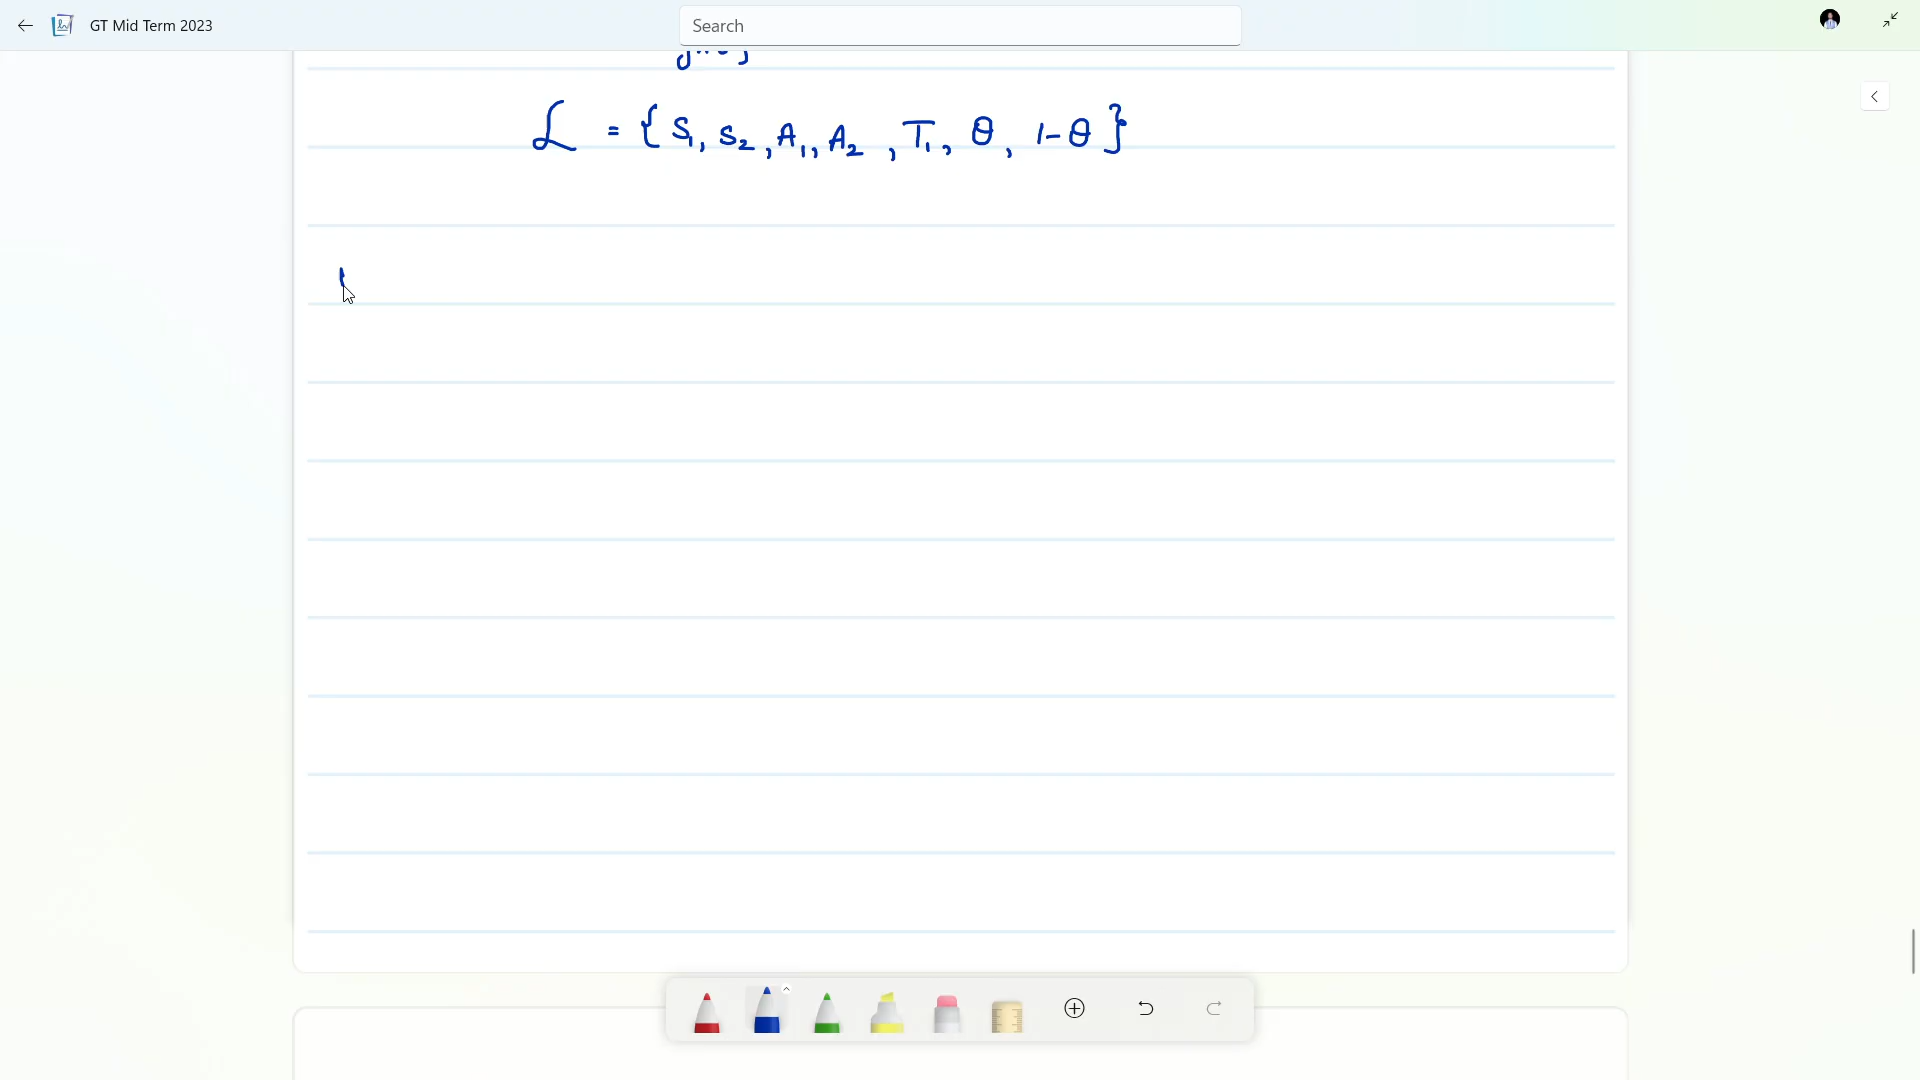 GT Mid Term 2023
Search
ℒ = { S₁, S₂, A₁, A₂, T₁, θ, 1-θ }